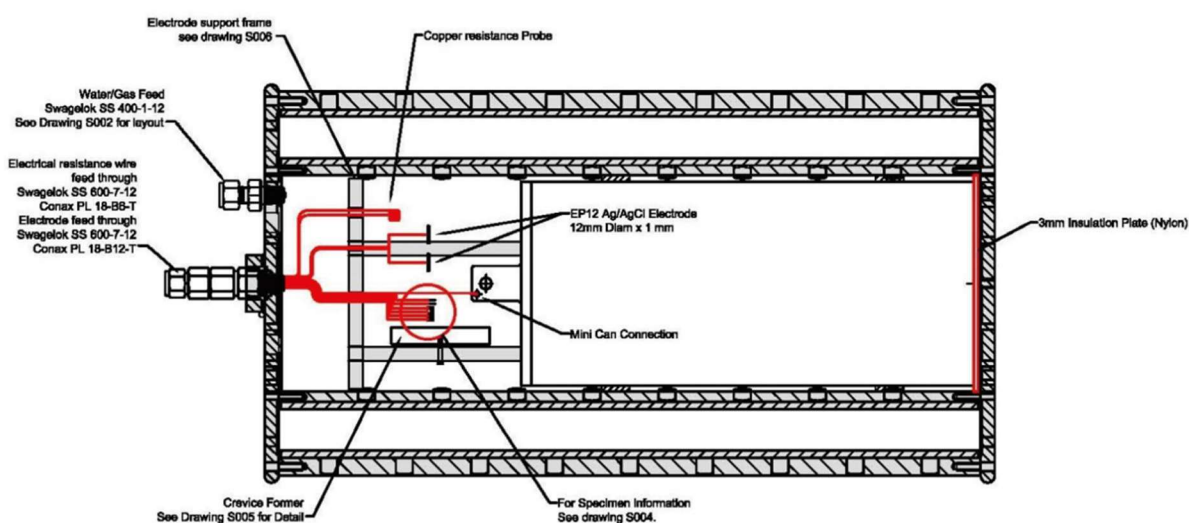 Electrode support frame
see drawing S006
Copper resistance Probe
Water/Gas Feed
Swagelok SS 400-1-12
See Drawing S002 for layout
Electrical resistance wire
feed through
Swagelok SS 600-7-12
Conax PL 18-B6-T
Electrode feed through
Swagelok SS 600-7-12
Conax PL 18-B12-T
EP12 Ag/AgCl Electrode
12mm Diam x 1 mm
3mm Insulation Plate (Nylon)
Mini Can Connection
Crevice Former
See Drawing S005 for Detail
For Specimen Information
See drawing S004.